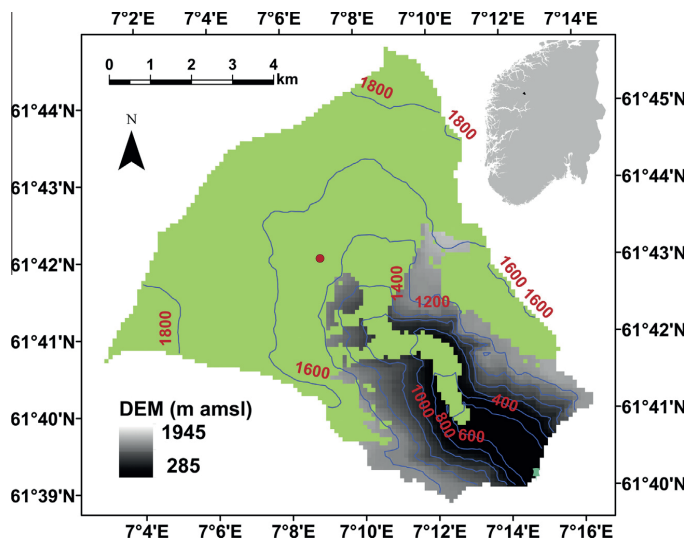 7°2'E 7°4'E 7°6'E 7°8'E 7°10'E 7°12'E 7°14'E
0 1 2 3 4
km
N
61°44'N
61°43'N
61°42'N
61°41'N
61°40'N
61°39'N
61°45'N
61°44'N
61°43'N
61°42'N
61°41'N
61°40'N
1800
1800
1600
1600
1400
1200
1800
1600
400
1000
800
600
DEM (m amsl)
1945
285
7°4'E 7°6'E 7°8'E 7°10'E 7°12'E 7°14'E 7°16'E